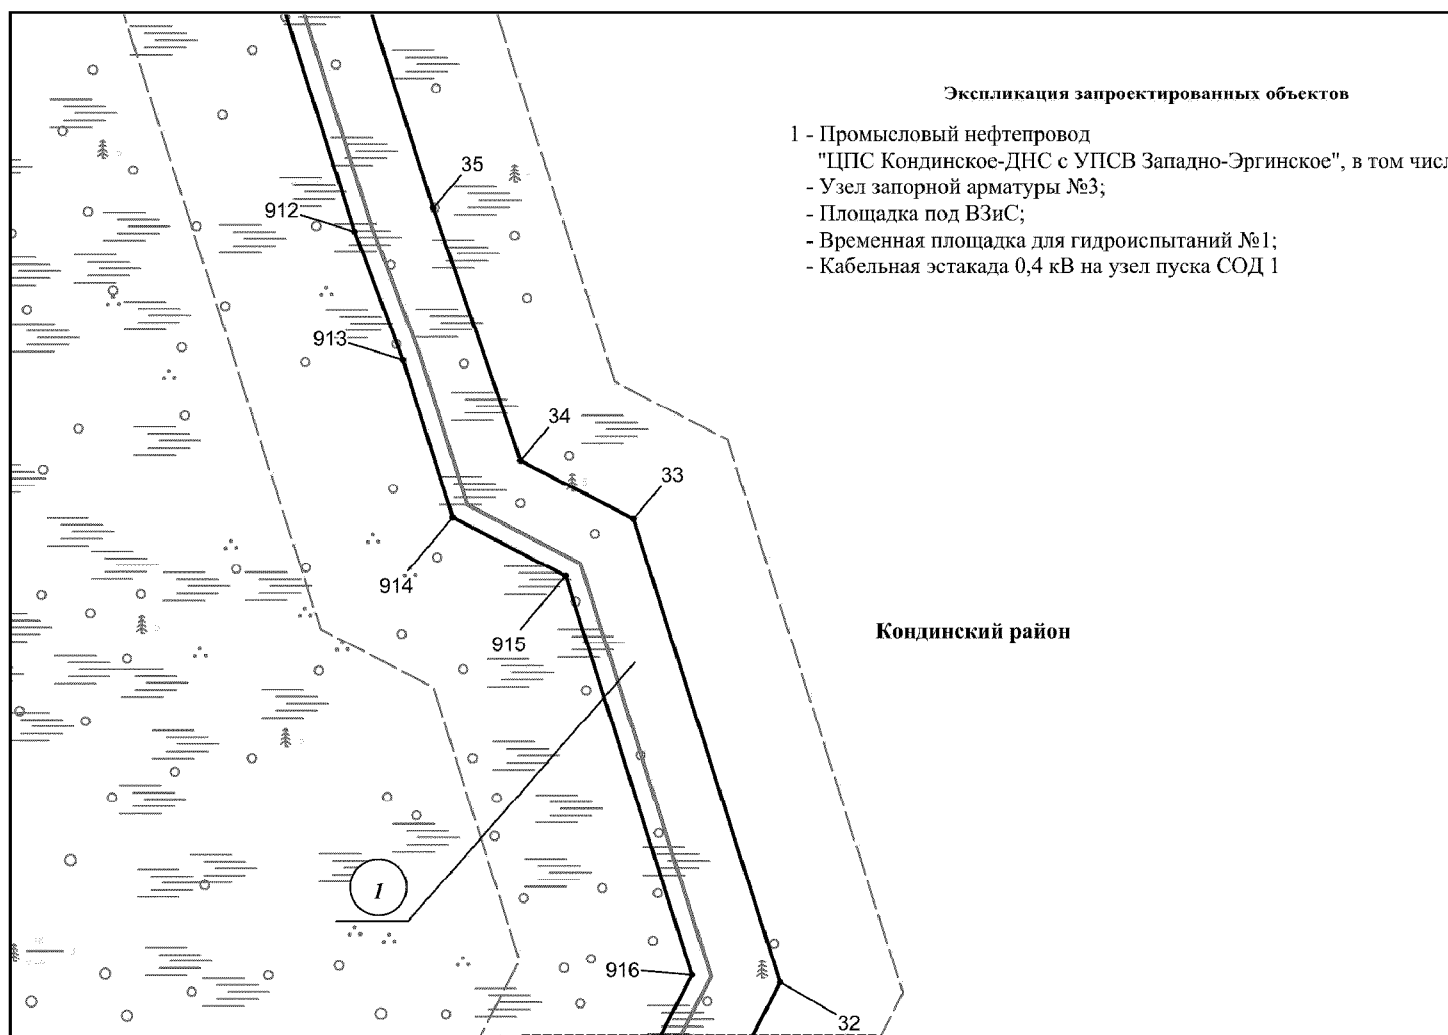 Экспликация запроектированных объектов
1 - Промысловый нефтепровод
"ЦПС Кондинское-ДНС с УПСВ Западно-Эргинское", в том числ
- Узел запорной арматуры №3;
- Площадка под ВЗиС;
- Временная площадка для гидроиспытаний №1;
- Кабельная эстакада 0,4 кВ на узел пуска СОД 1
35
912
913
34
33
914
915
Кондинский район
1
916
32